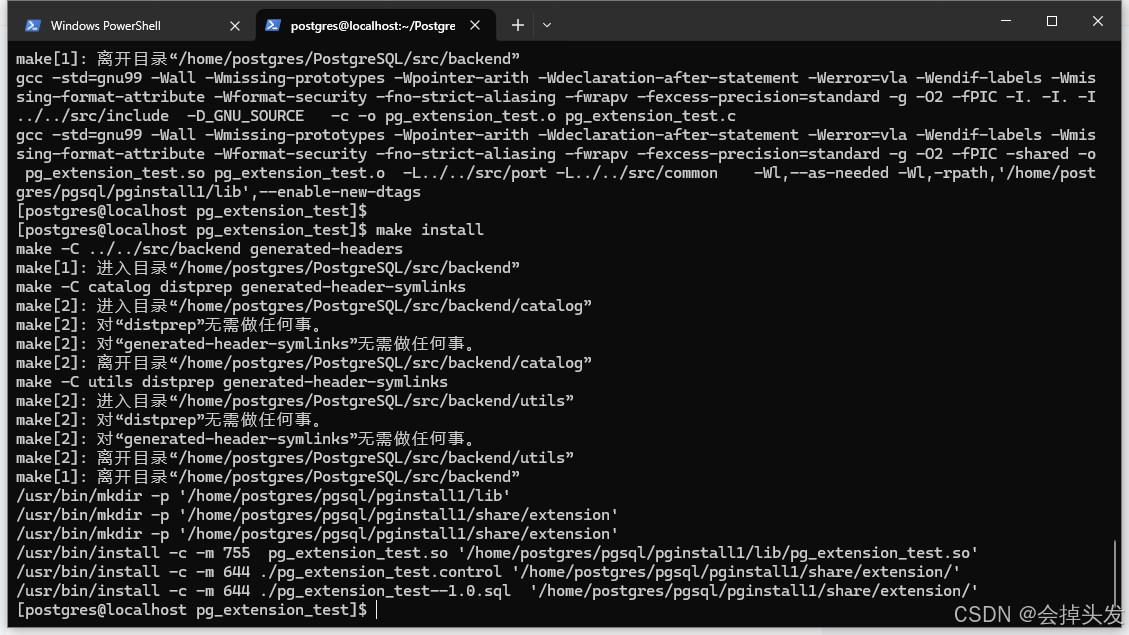 Windows PowerShell
postgres@localhost:~/Postgre
make[1]: 离开目录“/home/postgres/PostgreSQL/src/backend”
gcc -std=gnu99 -Wall -Wmissing-prototypes -Wpointer-arith -Wdeclaration-after-statement -Werror=vla -Wendif-labels -Wmis
sing-format-attribute -Wformat-security -fno-strict-aliasing -fwrapv -fexcess-precision=standard -g -O2 -fPIC -I. -I. -I
../../src/include  -D_GNU_SOURCE   -c -o pg_extension_test.o pg_extension_test.c
gcc -std=gnu99 -Wall -Wmissing-prototypes -Wpointer-arith -Wdeclaration-after-statement -Werror=vla -Wendif-labels -Wmis
sing-format-attribute -Wformat-security -fno-strict-aliasing -fwrapv -fexcess-precision=standard -g -O2 -fPIC -shared -o
 pg_extension_test.so pg_extension_test.o  -L../../src/port -L../../src/common    -Wl,--as-needed -Wl,-rpath,'/home/post
gres/pgsql/pginstall1/lib',--enable-new-dtags
[postgres@localhost pg_extension_test]$
[postgres@localhost pg_extension_test]$ make install
make -C ../../src/backend generated-headers
make[1]: 进入目录“/home/postgres/PostgreSQL/src/backend”
make -C catalog distprep generated-header-symlinks
make[2]: 进入目录“/home/postgres/PostgreSQL/src/backend/catalog”
make[2]: 对“distprep”无需做任何事。
make[2]: 对“generated-header-symlinks”无需做任何事。
make[2]: 离开目录“/home/postgres/PostgreSQL/src/backend/catalog”
make -C utils distprep generated-header-symlinks
make[2]: 进入目录“/home/postgres/PostgreSQL/src/backend/utils”
make[2]: 对“distprep”无需做任何事。
make[2]: 对“generated-header-symlinks”无需做任何事。
make[2]: 离开目录“/home/postgres/PostgreSQL/src/backend/utils”
make[1]: 离开目录“/home/postgres/PostgreSQL/src/backend”
/usr/bin/mkdir -p '/home/postgres/pgsql/pginstall1/lib'
/usr/bin/mkdir -p '/home/postgres/pgsql/pginstall1/share/extension'
/usr/bin/mkdir -p '/home/postgres/pgsql/pginstall1/share/extension'
/usr/bin/install -c -m 755  pg_extension_test.so '/home/postgres/pgsql/pginstall1/lib/pg_extension_test.so'
/usr/bin/install -c -m 644 ./pg_extension_test.control '/home/postgres/pgsql/pginstall1/share/extension/'
/usr/bin/install -c -m 644 ./pg_extension_test--1.0.sql  '/home/postgres/pgsql/pginstall1/share/extension/'
[postgres@localhost pg_extension_test]$
CSDN @会掉头发